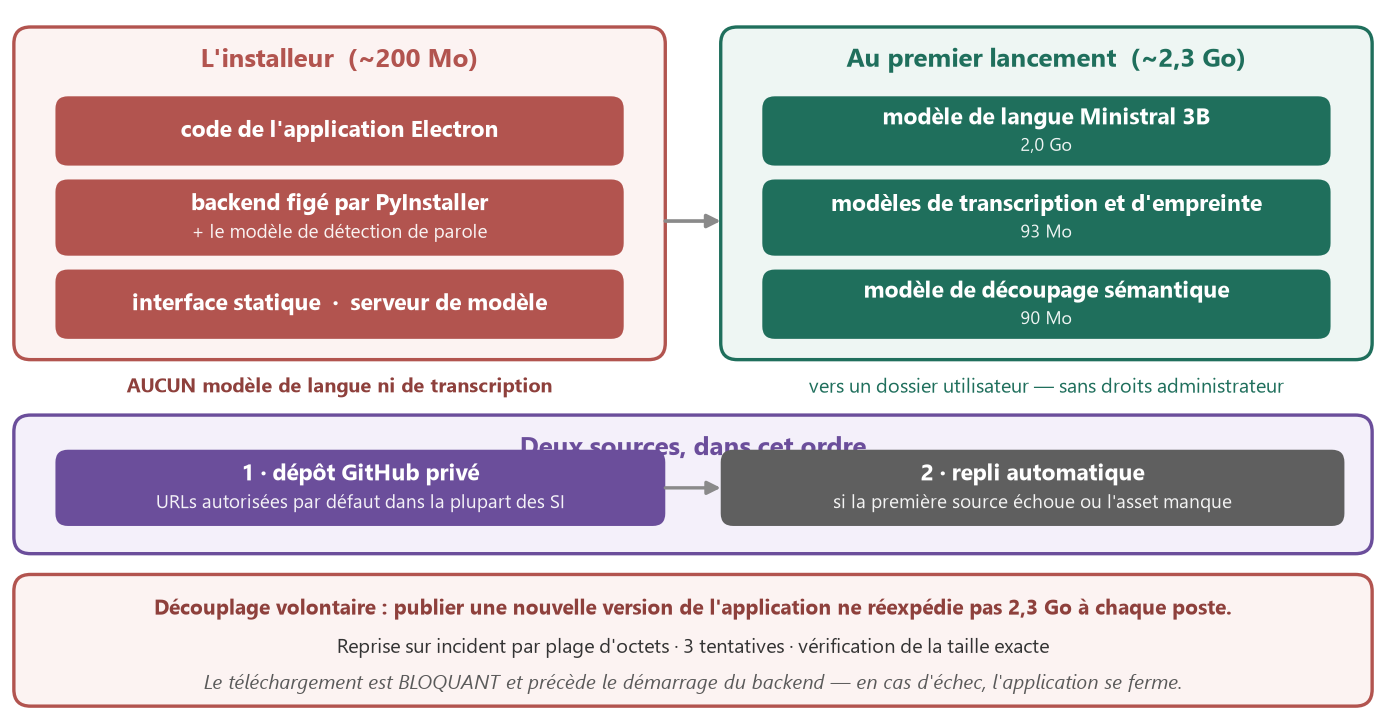 L'installeur (~200 Mo)
code de l'application Electron
backend figé par PyInstaller
+ le modèle de détection de parole
interface statique · serveur de modèle
AUCUN modèle de langue ni de transcription
Au premier lancement (~2,3 Go)
modèle de langue Ministral 3B
2,0 Go
modèles de transcription et d'empreinte
93 Mo
modèle de découpage sémantique
90 Mo
vers un dossier utilisateur — sans droits administrateur
Deux sources, dans cet ordre
1 · dépôt GitHub privé
URLs autorisées par défaut dans la plupart des SI
2 · repli automatique
si la première source échoue ou l'asset manque
Découplage volontaire : publier une nouvelle version de l'application ne réexpédie pas 2,3 Go à chaque poste.
Reprise sur incident par plage d'octets · 3 tentatives · vérification de la taille exacte
Le téléchargement est BLOQUANT et précède le démarrage du backend — en cas d'échec, l'application se ferme.